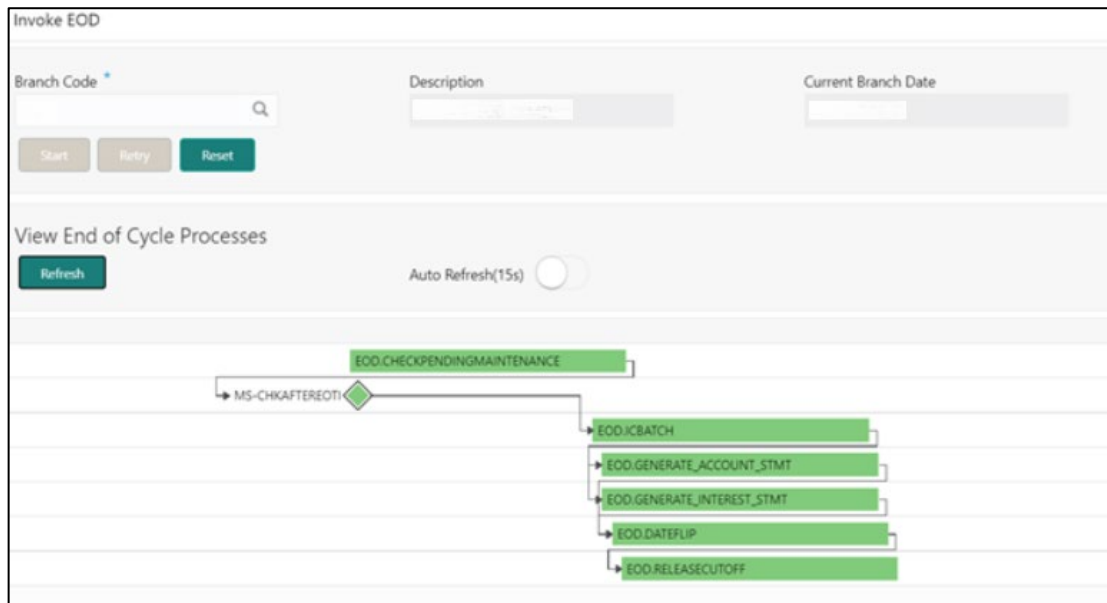 Invoke EOD
Branch Code *
Description
Current Branch Date
Start
Retry
Reset
View End of Cycle Processes
Refresh
Auto Refresh(15s)
EOD.CHECKPENDINGMAINTENANCE
MS-CHKAFTEREOTI
EOD.ICBATCH
EOD.GENERATE_ACCOUNT_STMT
EOD.GENERATE_INTEREST_STMT
EOD.DATEFLIP
EOD.RELEASECUTOFF